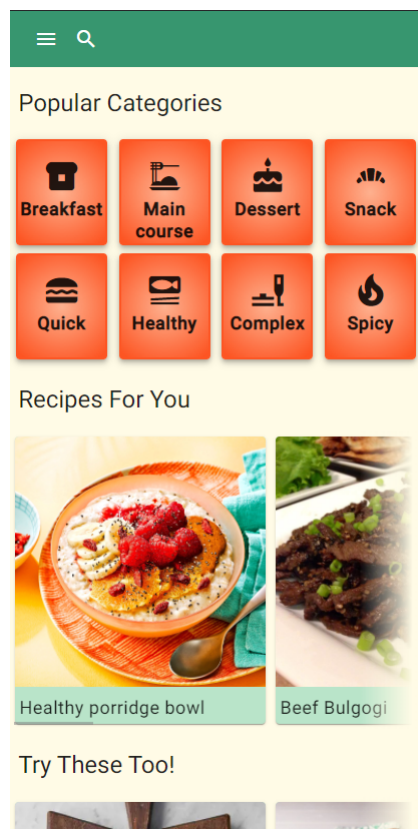 Popular Categories
Breakfast
Main
course
Dessert
Snack
Quick
Healthy
Complex
Spicy
Recipes For You
Healthy porridge bowl
Beef Bulgogi
Try These Too!